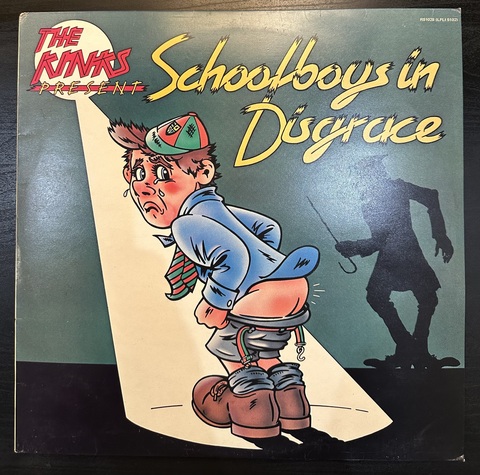 THE
KINKS
PRESENT
Schoolboys in
Disgrace